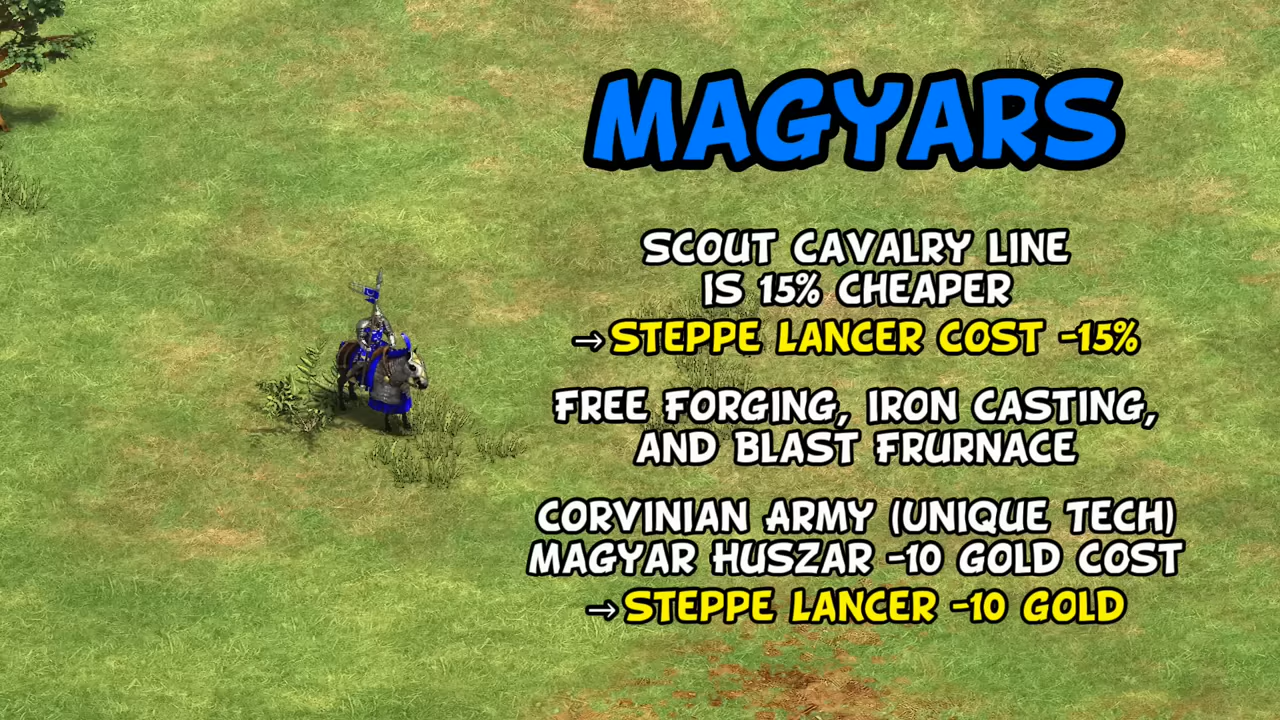 MAGYARS
SCOUT CAVALRY LINE
IS 15% CHEAPER
→STEPPE LANCER COST -15%
FREE FORGING, IRON CASTING,
AND BLAST FRURNACE
CORVINIAN ARMY (UNIQUE TECH)
MAGYAR HUSZAR -10 GOLD COST
→STEPPE LANCER -10 GOLD